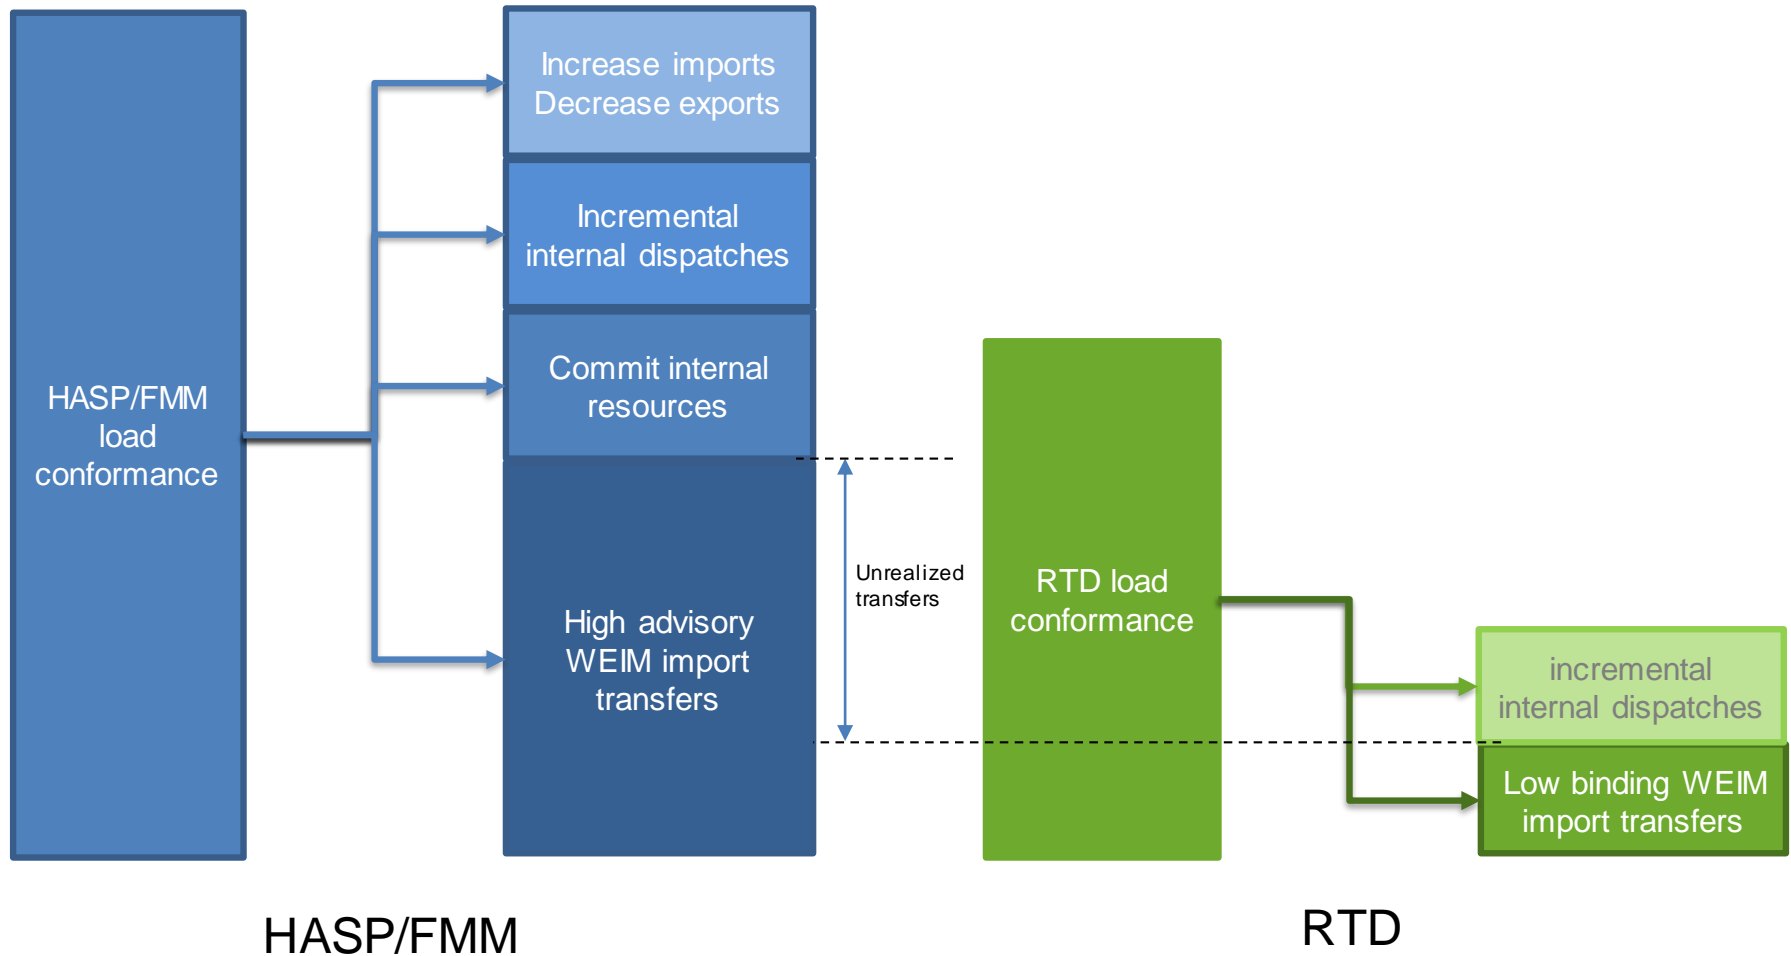 Increase imports
Decrease exports
Incremental
internal dispatches
Commit internal
resources
HASP/FMM
load
conformance
High advisory
WEIM import
transfers
Unrealized
transfers
RTD load
conformance
incremental
internal dispatches
Low binding WEIM
import transfers
HASP/FMM
RTD